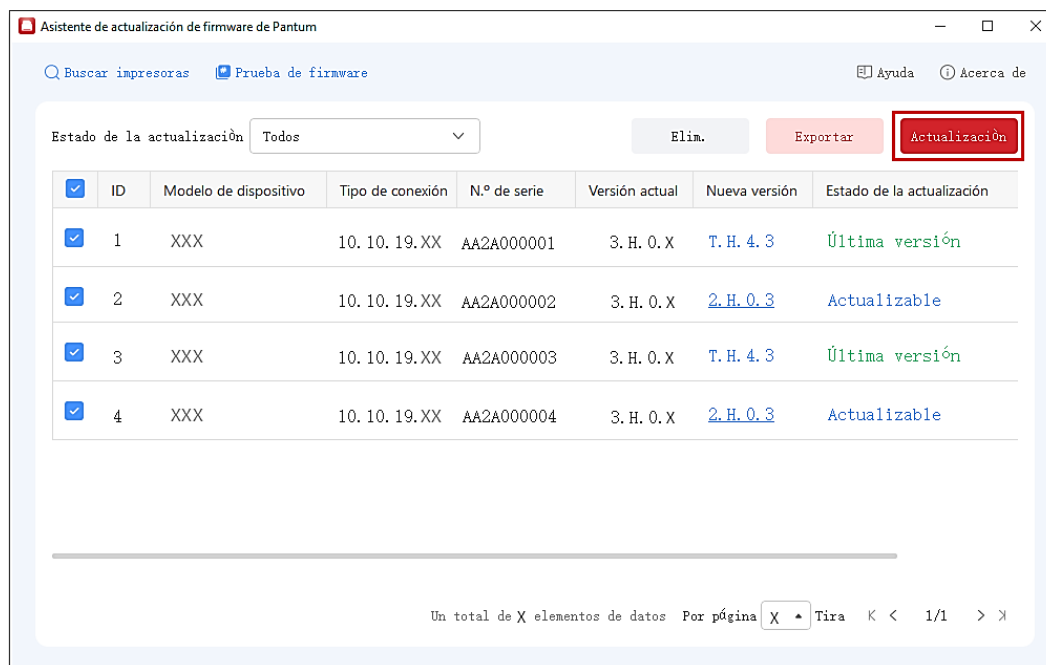 Asistente de actualización de firmware de Pantum
Buscar impresoras Prueba de firmware Ayuda Acerca de
Estado de la actualizaciòn Todos Elim. Exportar Actualizaciòn
ID Modelo de dispositivo Tipo de conexión N.º de serie Versión actual Nueva versión Estado de la actualización
1 XXX 10.10.19.XX AA2A000001 3.H.0.X T.H.4.3 Última versión
2 XXX 10.10.19.XX AA2A000002 3.H.0.X 2.H.0.3 Actualizable
3 XXX 10.10.19.XX AA2A000003 3.H.0.X T.H.4.3 Última versión
4 XXX 10.10.19.XX AA2A000004 3.H.0.X 2.H.0.3 Actualizable
Un total de X elementos de datos Por página X Tira 1/1